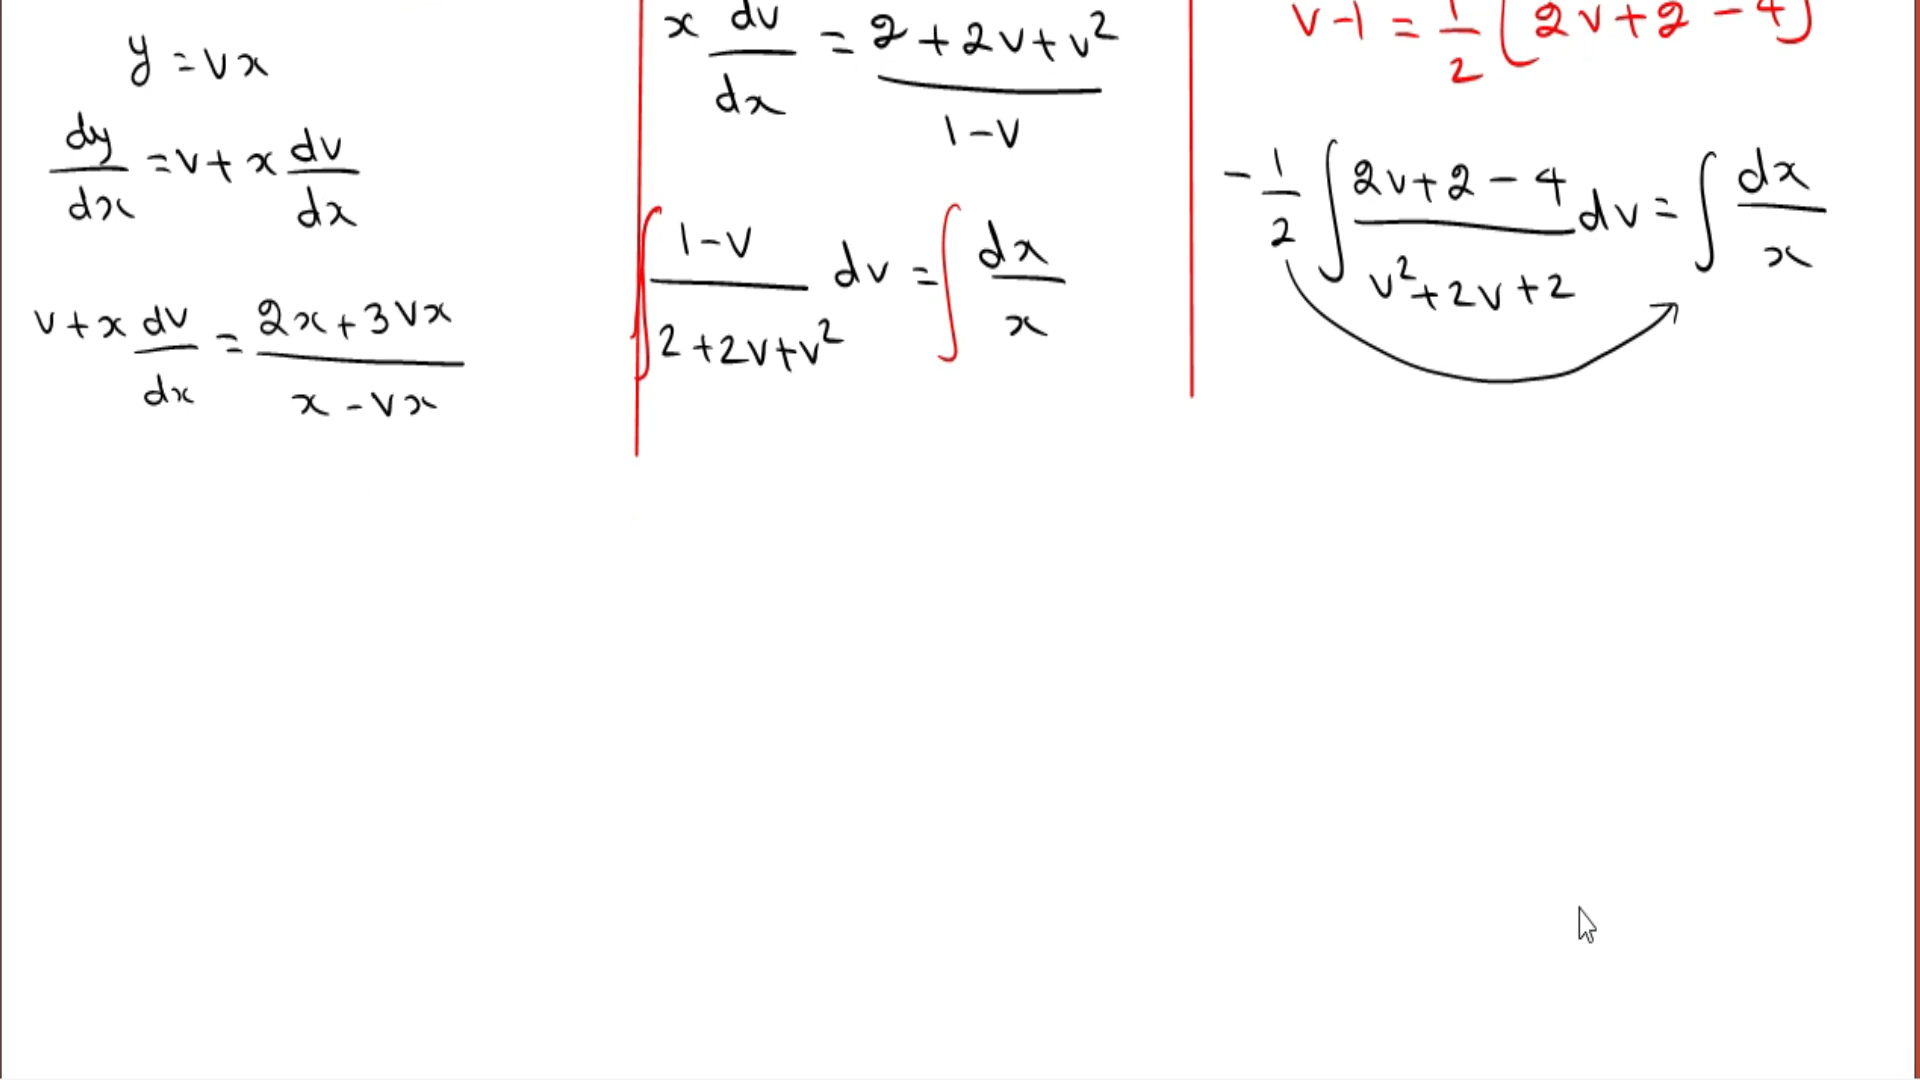 y = vx
dy/dx = v + x dv/dx
v + x dv/dx = (2x + 3vx)/(x - vx)
x dv/dx = (2 + 2v + v²)/(1 - v)
∫ (1 - v)/(2 + 2v + v²) dv = ∫ dx/x
v - 1 = 1/2 [2v + 2 - 4]
-1/2 ∫ (2v + 2 - 4)/(v² + 2v + 2) dv = ∫ dx/x